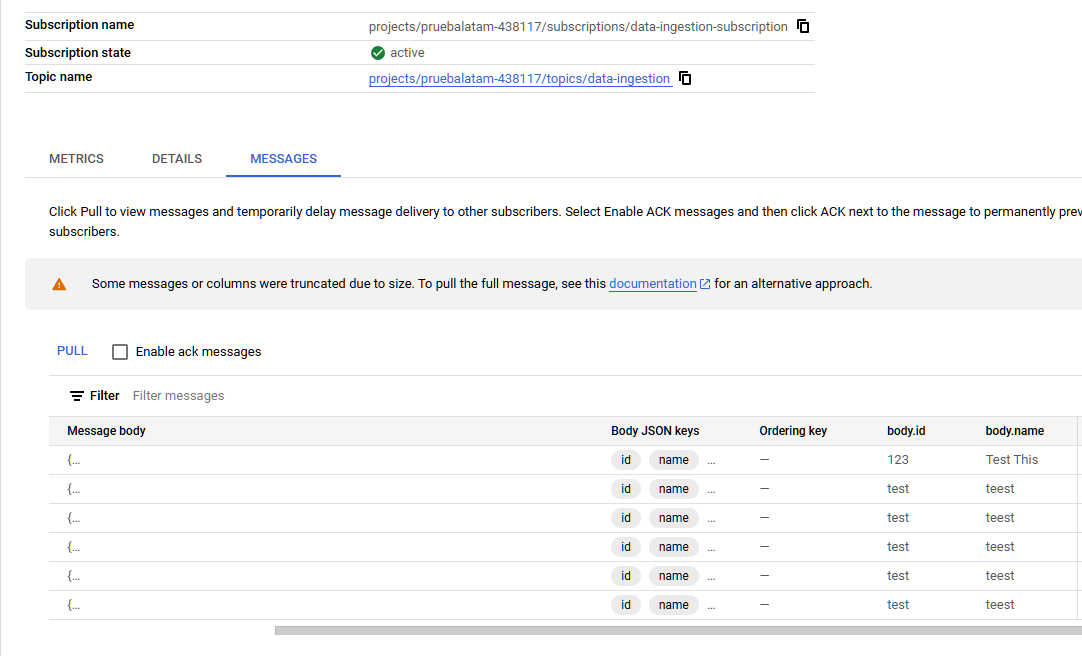 Subscription name projects/pruebalatam-438117/subscriptions/data-ingestion-subscription
Subscription state active
Topic name projects/pruebalatam-438117/topics/data-ingestion
METRICS DETAILS MESSAGES
Click Pull to view messages and temporarily delay message delivery to other subscribers. Select Enable ACK messages and then click ACK next to the message to permanently prev
subscribers.
Some messages or columns were truncated due to size. To pull the full message, see this documentation for an alternative approach.
PULL Enable ack messages
Filter Filter messages
Message body Body JSON keys Ordering key body.id body.name
{... id name ... — 123 Test This
{... id name ... — test teest
{... id name ... — test teest
{... id name ... — test teest
{... id name ... — test teest
{... id name ... — test teest